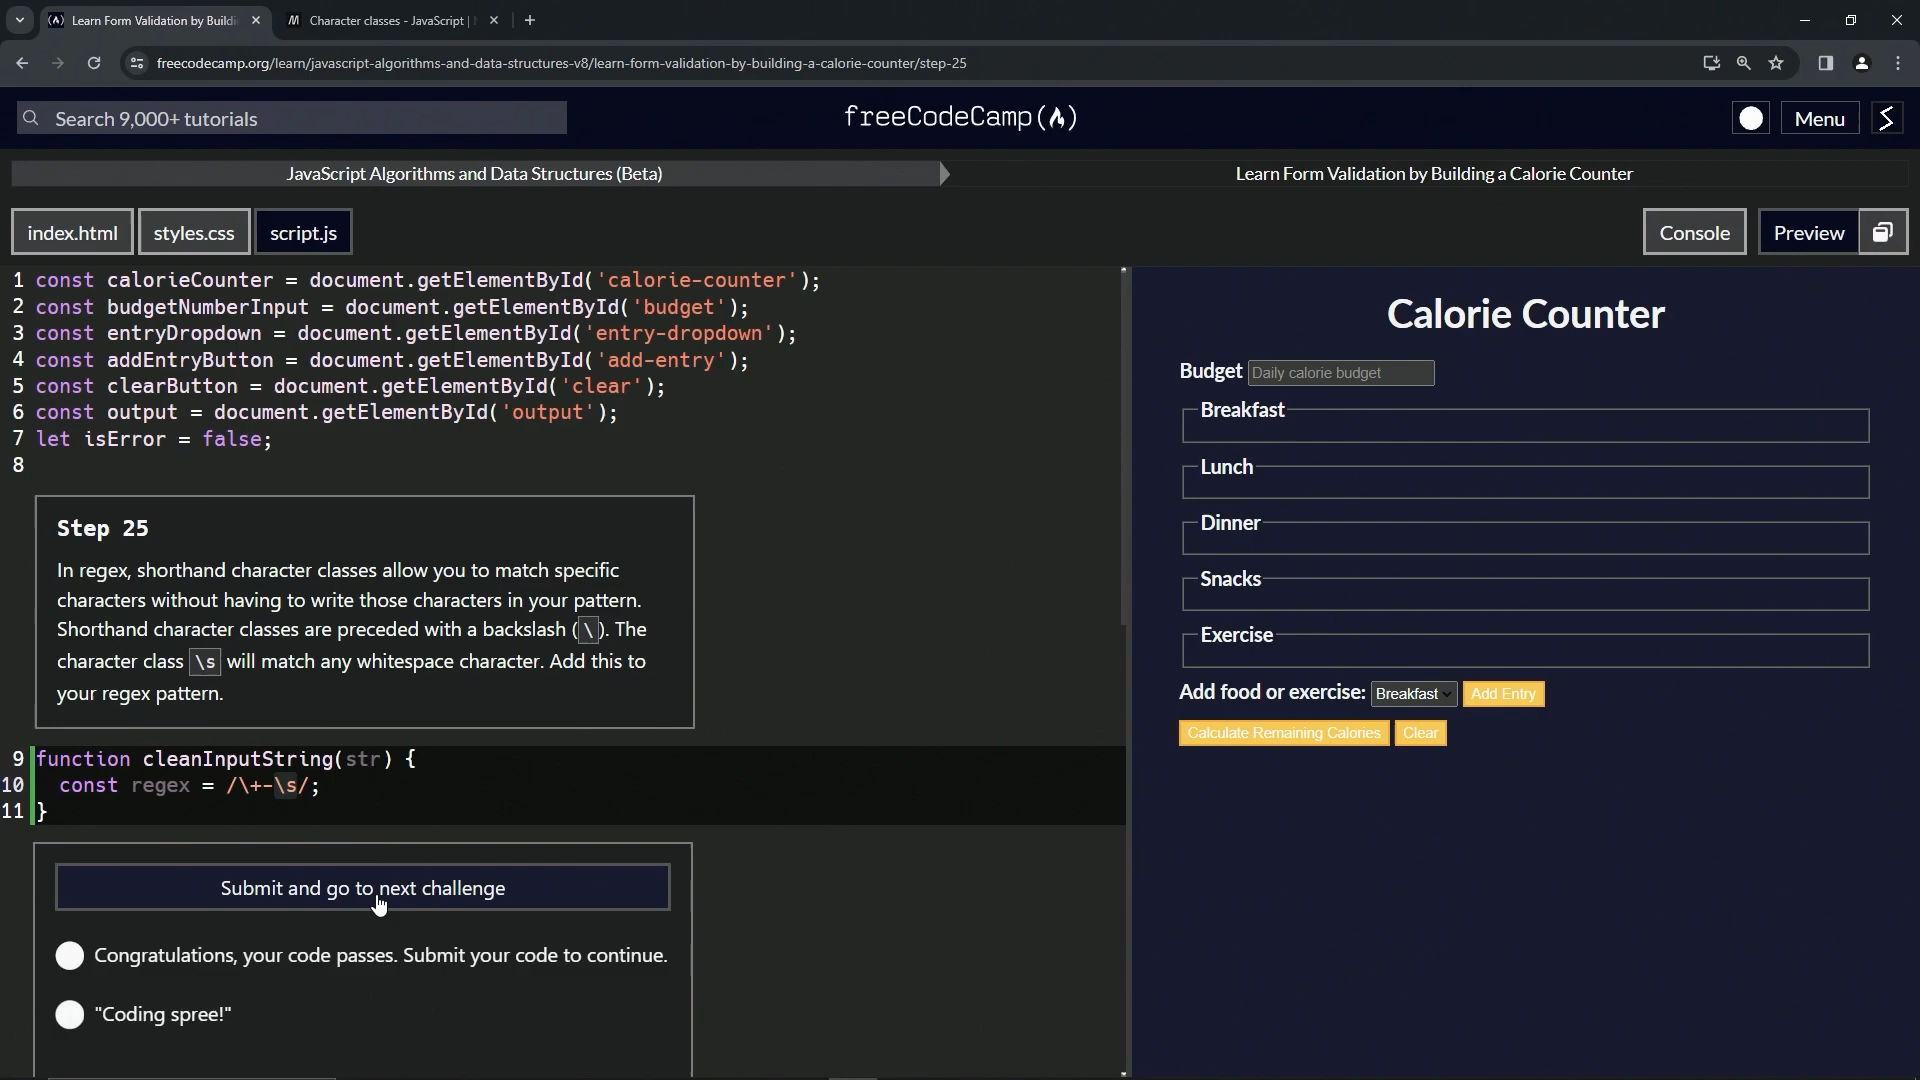 Learn Form Validation by Buildi
Character classes - JavaScript |
freecodecamp.org/learn/javascript-algorithms-and-data-structures-v8/learn-form-validation-by-building-a-calorie-counter/step-25
Search 9,000+ tutorials
freeCodeCamp
Menu
JavaScript Algorithms and Data Structures (Beta)
Learn Form Validation by Building a Calorie Counter
index.html
styles.css
script.js
Console
Preview
1 const calorieCounter = document.getElementById('calorie-counter');
2 const budgetNumberInput = document.getElementById('budget');
3 const entryDropdown = document.getElementById('entry-dropdown');
4 const addEntryButton = document.getElementById('add-entry');
5 const clearButton = document.getElementById('clear');
6 const output = document.getElementById('output');
7 let isError = false;
8
Step 25
In regex, shorthand character classes allow you to match specific
characters without having to write those characters in your pattern.
Shorthand character classes are preceded with a backslash (\). The
character class \s will match any whitespace character. Add this to
your regex pattern.
9 function cleanInputString(str) {
10 const regex = /\+-\s/;
11 }
Submit and go to next challenge
Congratulations, your code passes. Submit your code to continue.
"Coding spree!"
Calorie Counter
Budget Daily calorie budget
Breakfast
Lunch
Dinner
Snacks
Exercise
Add food or exercise: Breakfast Add Entry
Calculate Remaining Calories Clear